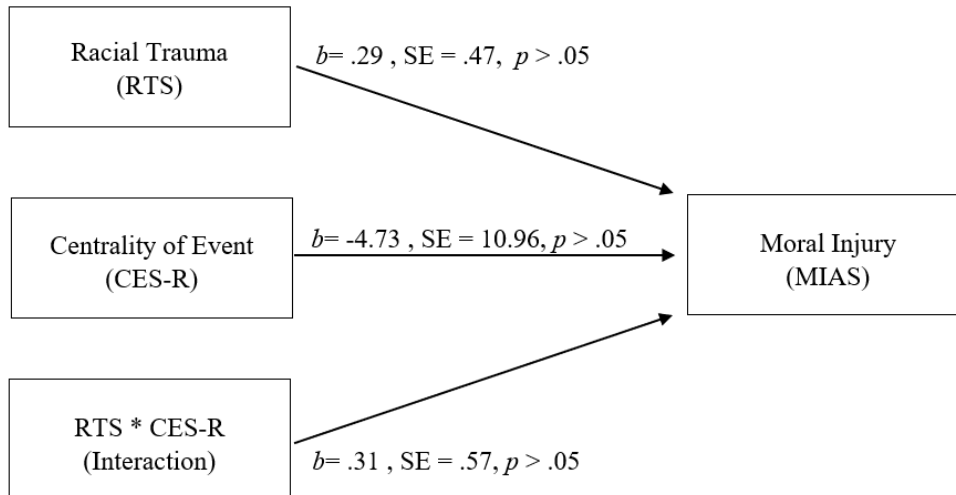 Racial Trauma
(RTS)
b= .29 , SE = .47, p > .05
Centrality of Event
(CES-R)
b= -4.73 , SE = 10.96, p > .05
Moral Injury
(MIAS)
RTS * CES-R
(Interaction)
b= .31 , SE = .57, p > .05